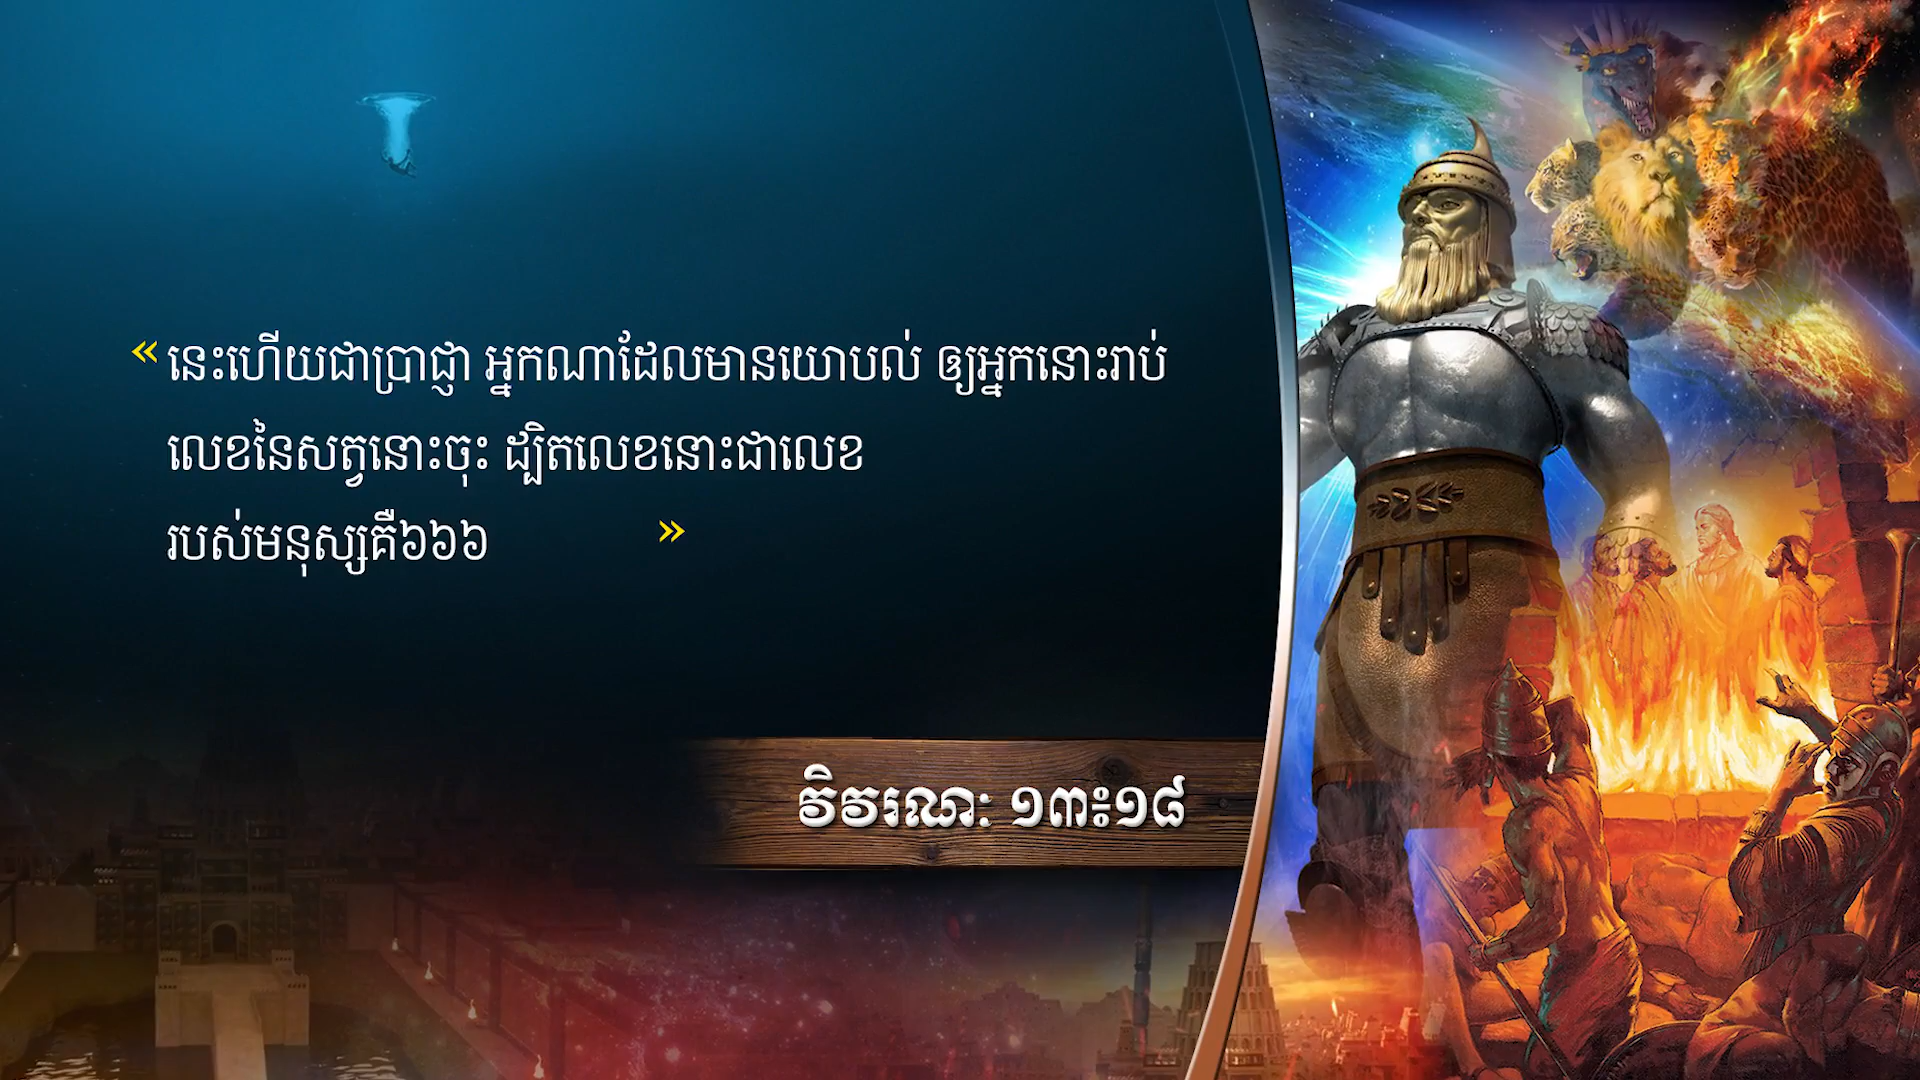 « នេះហើយជាប្រាជ្ញា អ្នកណាដែលមានយោបល់ ឲ្យអ្នកនោះរាប់
លេខនៃសត្វនោះចុះ ដ្បិតលេខនោះជាលេខ
របស់មនុស្សគឺ៦៦៦ »
វិវរណៈ ១៣៖១៨